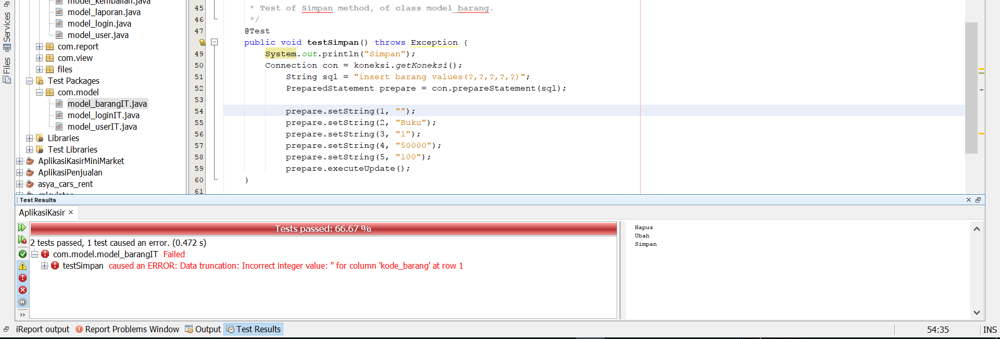 Services
Files
model_kembalian.java
model_laporan.java
model_login.java
model_user.java
com.report
com.view
files
Test Packages
com.model
model_barangIT.java
model_loginIT.java
model_userIT.java
Libraries
Test Libraries
AplikasiKasirMiniMarket
AplikasiPenjualan
asya_cars_rent
calculator
45 * Test of Simpan method, of class model_barang.
46 */
47 @Test
public void testSimpan() throws Exception {
49 System.out.println("Simpan");
50 Connection con = koneksi.getKoneksi();
51 String sql = "insert barang values(?,?,?,?,?)";
52 PreparedStatement prepare = con.prepareStatement(sql);
53
54 prepare.setString(1, "");
55 prepare.setString(2, "Buku");
56 prepare.setString(3, "1");
57 prepare.setString(4, "50000");
58 prepare.setString(5, "100");
59 prepare.executeUpdate();
60 }
61
Test Results
AplikasiKasir
Tests passed: 66.67 %
2 tests passed, 1 test caused an error. (0.472 s)
com.model.model_barangIT Failed
testSimpan caused an ERROR: Data truncation: Incorrect integer value: '' for column 'kode_barang' at row 1
Hapus
Ubah
Simpan
iReport output
Report Problems Window
Output
Test Results
54:35
INS